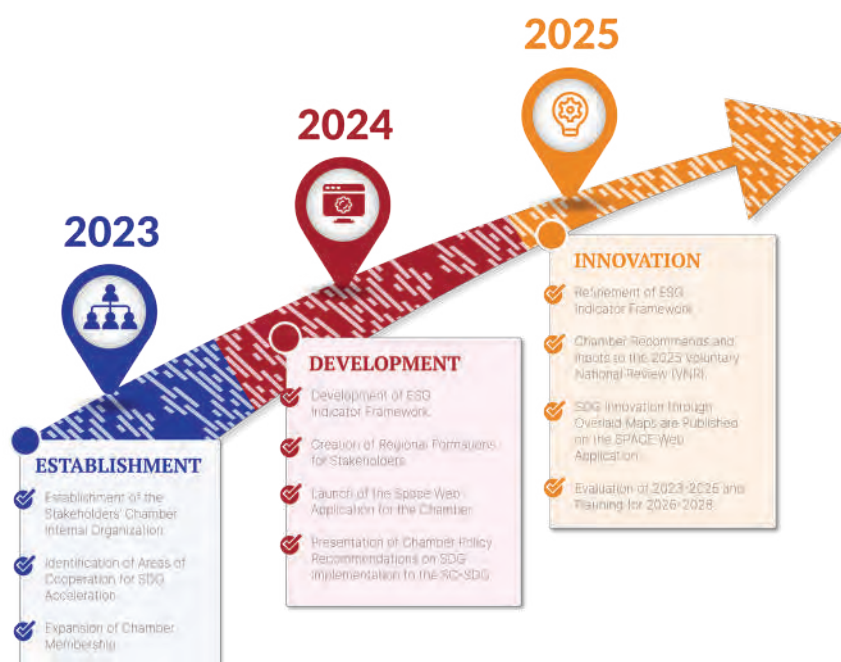 2023
ESTABLISHMENT
Establishment of the
Stakeholders' Chamber
Internal Organization
Identification of Areas of
Cooperation for SDG
Acceleration
Expansion of Chamber
Membership
2024
DEVELOPMENT
Development of ESG
Indicator Framework.
Creation of Regional Formations
for Stakeholders
Launch of the Space Web
Application for the Chamber
Presentation of Chamber Policy
Recommendations on SDG
Implementation to the SC-SDG
2025
INNOVATION
Refinement of ESG
Indicator Framework
Chamber Recommends and
Inputs to the 2025 Voluntary
National Review (VNR).
SDG Innovation through
Overlaid Maps are Published
on the SPACE Web
Application
Evaluation of 2023-2025 and
Planning for 2026-2028